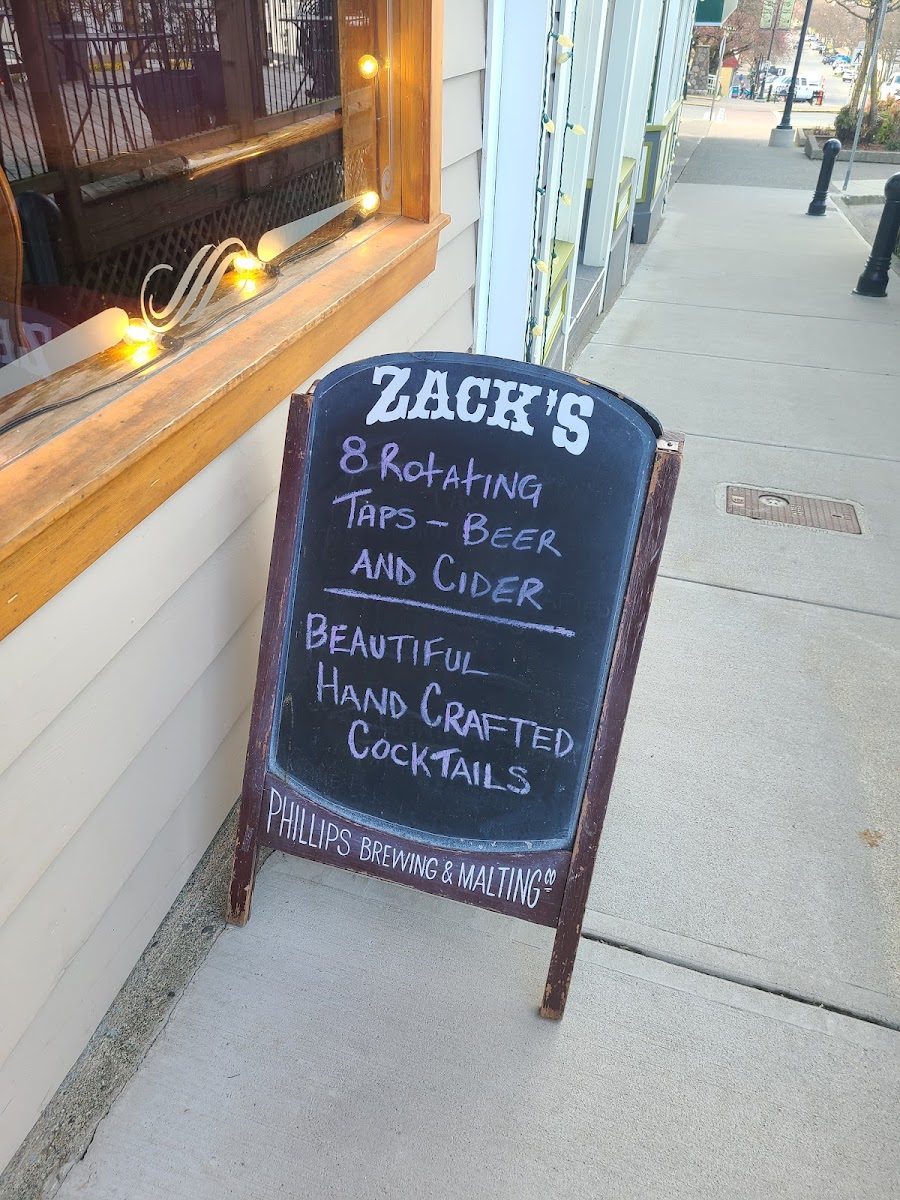 ZACK'S
8 Rotating
Taps - Beer
and Cider
Beautiful
Hand Crafted
Cocktails
PHILLIPS BREWING & MALTING CO